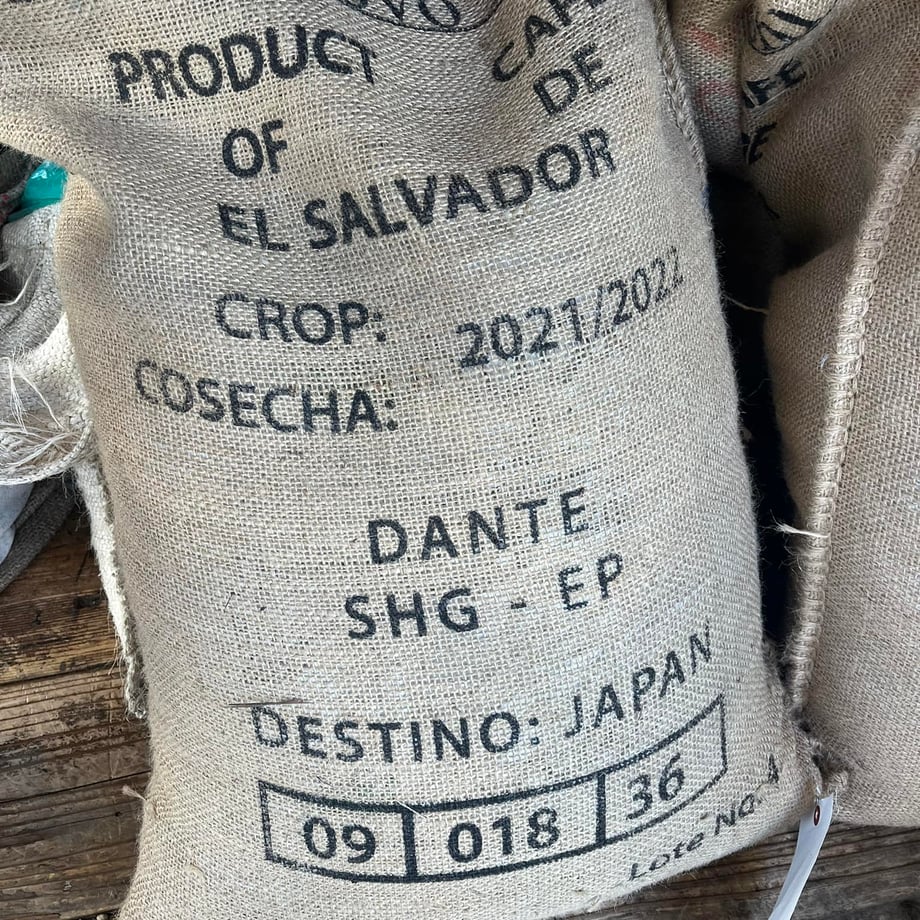 PRODUCT
OF
CAFE
DE
EL SALVADOR
CROP:
COSECHA:
2021/2022
DANTE
SHG - EP
DESTINO: JAPAN
09 018 36
Lote No.
DE